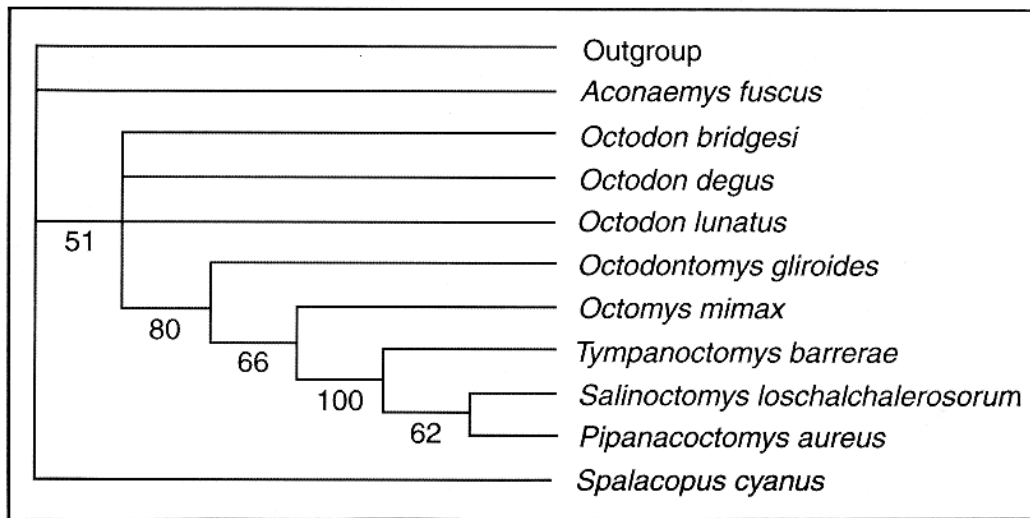 Outgroup
Aconaemys fuscus
Octodon bridgesi
Octodon degus
Octodon lunatus
51
Octodontomys gliroides
Octomys mimax
80
Tympanoctomys barrerae
66
Salinoctomys loschalchalerosorum
100
Pipanacoctomys aureus
62
Spalacopus cyanus